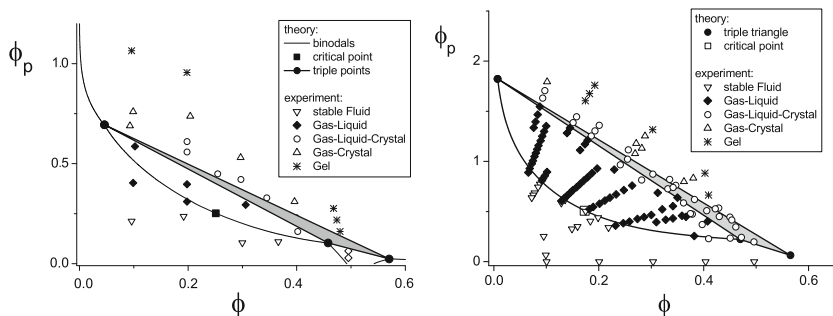 ϕp
1.0
0.5
0.0
0.0
0.2
0.4
0.6
ϕ
theory:
binodals
critical point
triple points
experiment:
stable Fluid
Gas-Liquid
Gas-Liquid-Crystal
Gas-Crystal
Gel
ϕp
2
1
0
0.0
0.2
0.4
0.6
ϕ
theory:
triple triangle
critical point
experiment:
stable Fluid
Gas-Liquid
Gas-Liquid-Crystal
Gas-Crystal
Gel